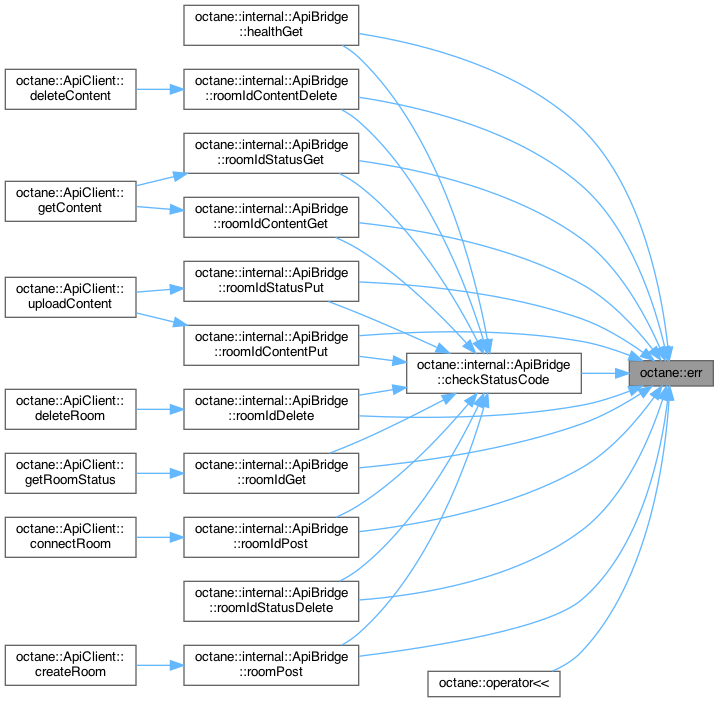 octane::internal::ApiBridge
::healthGet
octane::ApiClient::
deleteContent
octane::internal::ApiBridge
::roomIdContentDelete
octane::internal::ApiBridge
::roomIdStatusGet
octane::ApiClient::
getContent
octane::internal::ApiBridge
::roomIdContentGet
octane::internal::ApiBridge
::roomIdStatusPut
octane::ApiClient::
uploadContent
octane::internal::ApiBridge
::roomIdContentPut
octane::internal::ApiBridge
::checkStatusCode
octane::err
octane::ApiClient::
deleteRoom
octane::internal::ApiBridge
::roomIdDelete
octane::ApiClient::
getRoomStatus
octane::internal::ApiBridge
::roomIdGet
octane::ApiClient::
connectRoom
octane::internal::ApiBridge
::roomIdPost
octane::internal::ApiBridge
::roomIdStatusDelete
octane::ApiClient::
createRoom
octane::internal::ApiBridge
::roomPost
octane::operator<<